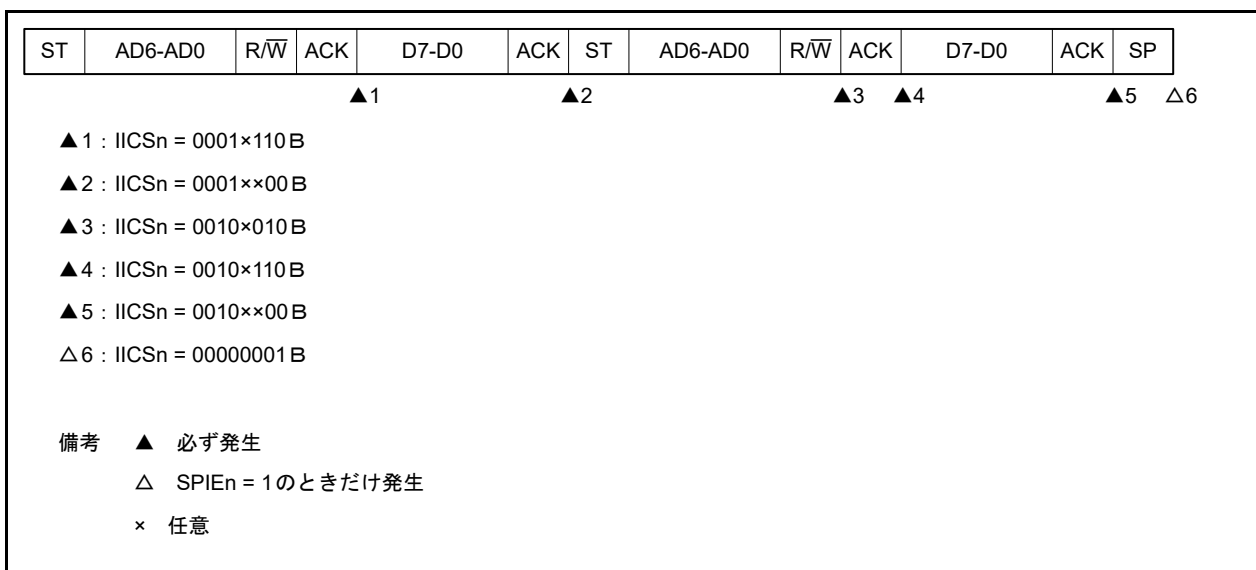 ST AD6-AD0 R/W̅ ACK D7-D0 ACK ST AD6-AD0 R/W̅ ACK D7-D0 ACK SP
▲1 ▲2 ▲3 ▲4 ▲5 △6
▲1：IICSn = 0001×110B
▲2：IICSn = 0001××00B
▲3：IICSn = 0010×010B
▲4：IICSn = 0010×110B
▲5：IICSn = 0010××00B
△6：IICSn = 00000001B
備考 ▲ 必ず発生
△ SPIEn = 1のときだけ発生
× 任意